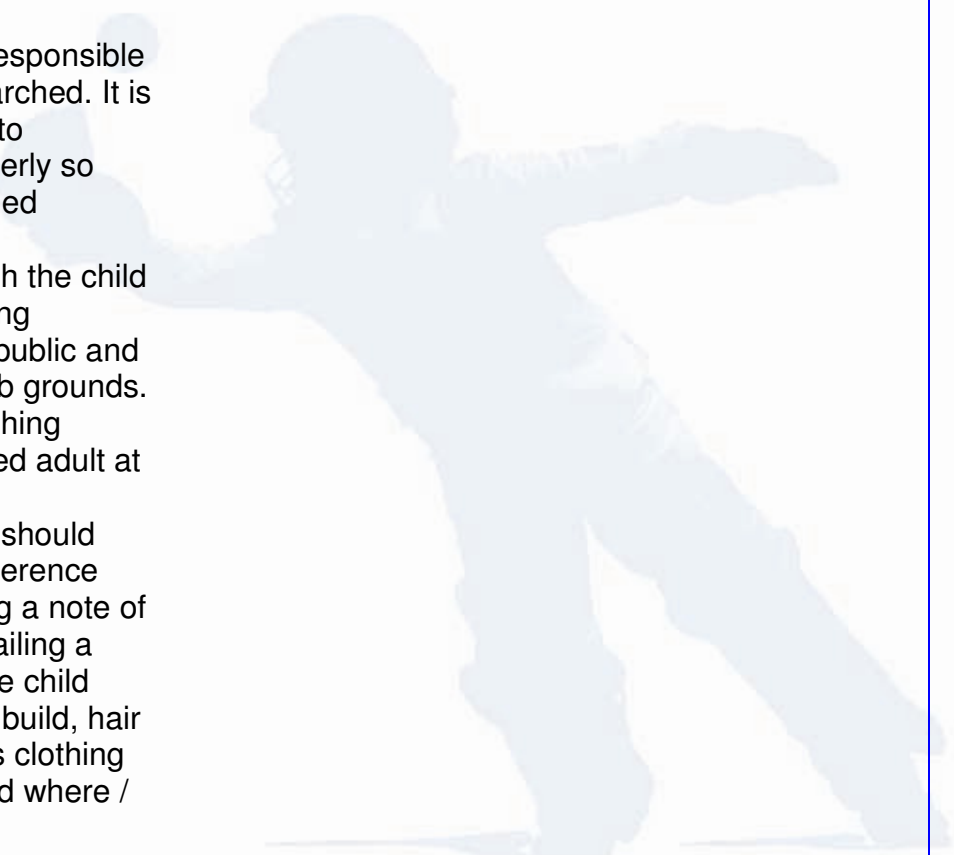 esponsible
arched. It is
to
erly so
ed
h the child
ng
public and
b grounds.
hing
ed adult at
should
erence
g a note of
ailing a
e child
build, hair
s clothing
d where /